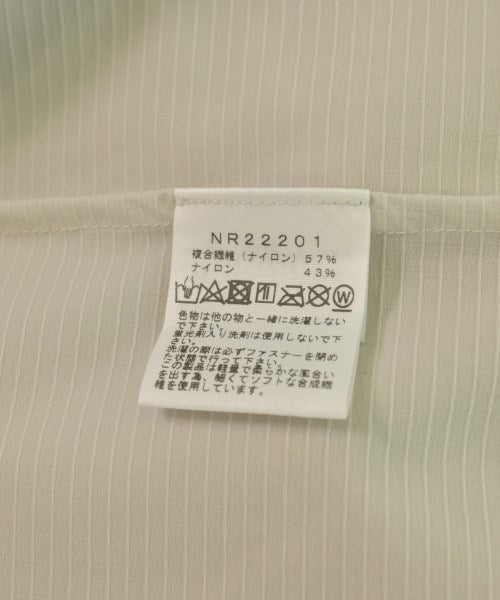 NR22201
複合繊維(ナイロン) 57%
ナイロン 43%
W
色物は他の物と一緒に洗濯しない
で下さい。
蛍光剤入り洗剤は使用しないで下
さい。
洗濯の際は必ずファスナーを閉め
た状態で行って下さい。
この製品は軽量で柔らかな風合い
を出す為、細くてソフトな合成繊
維を使用しています。